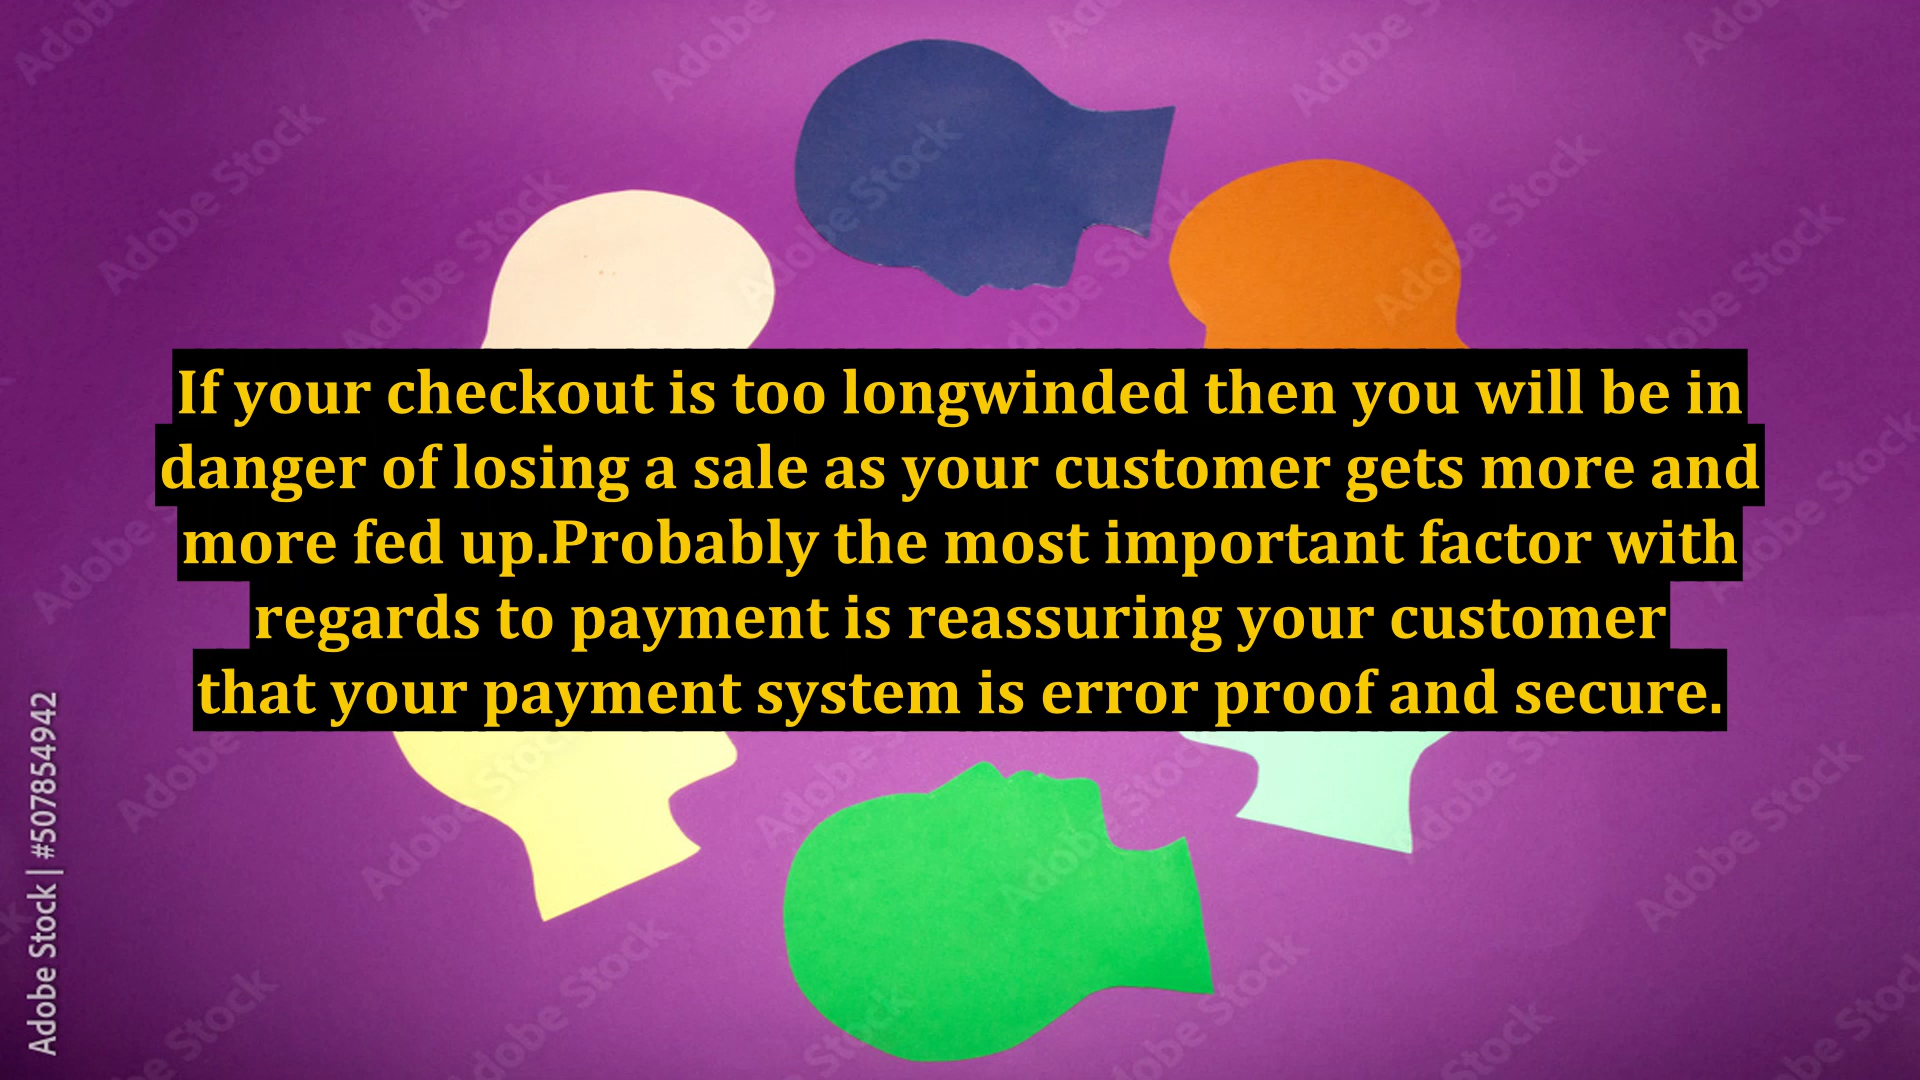 If your checkout is too longwinded then you will be in
danger of losing a sale as your customer gets more and
more fed up.Probably the most important factor with
regards to payment is reassuring your customer
that your payment system is error proof and secure.
Adobe Stock | #507854942